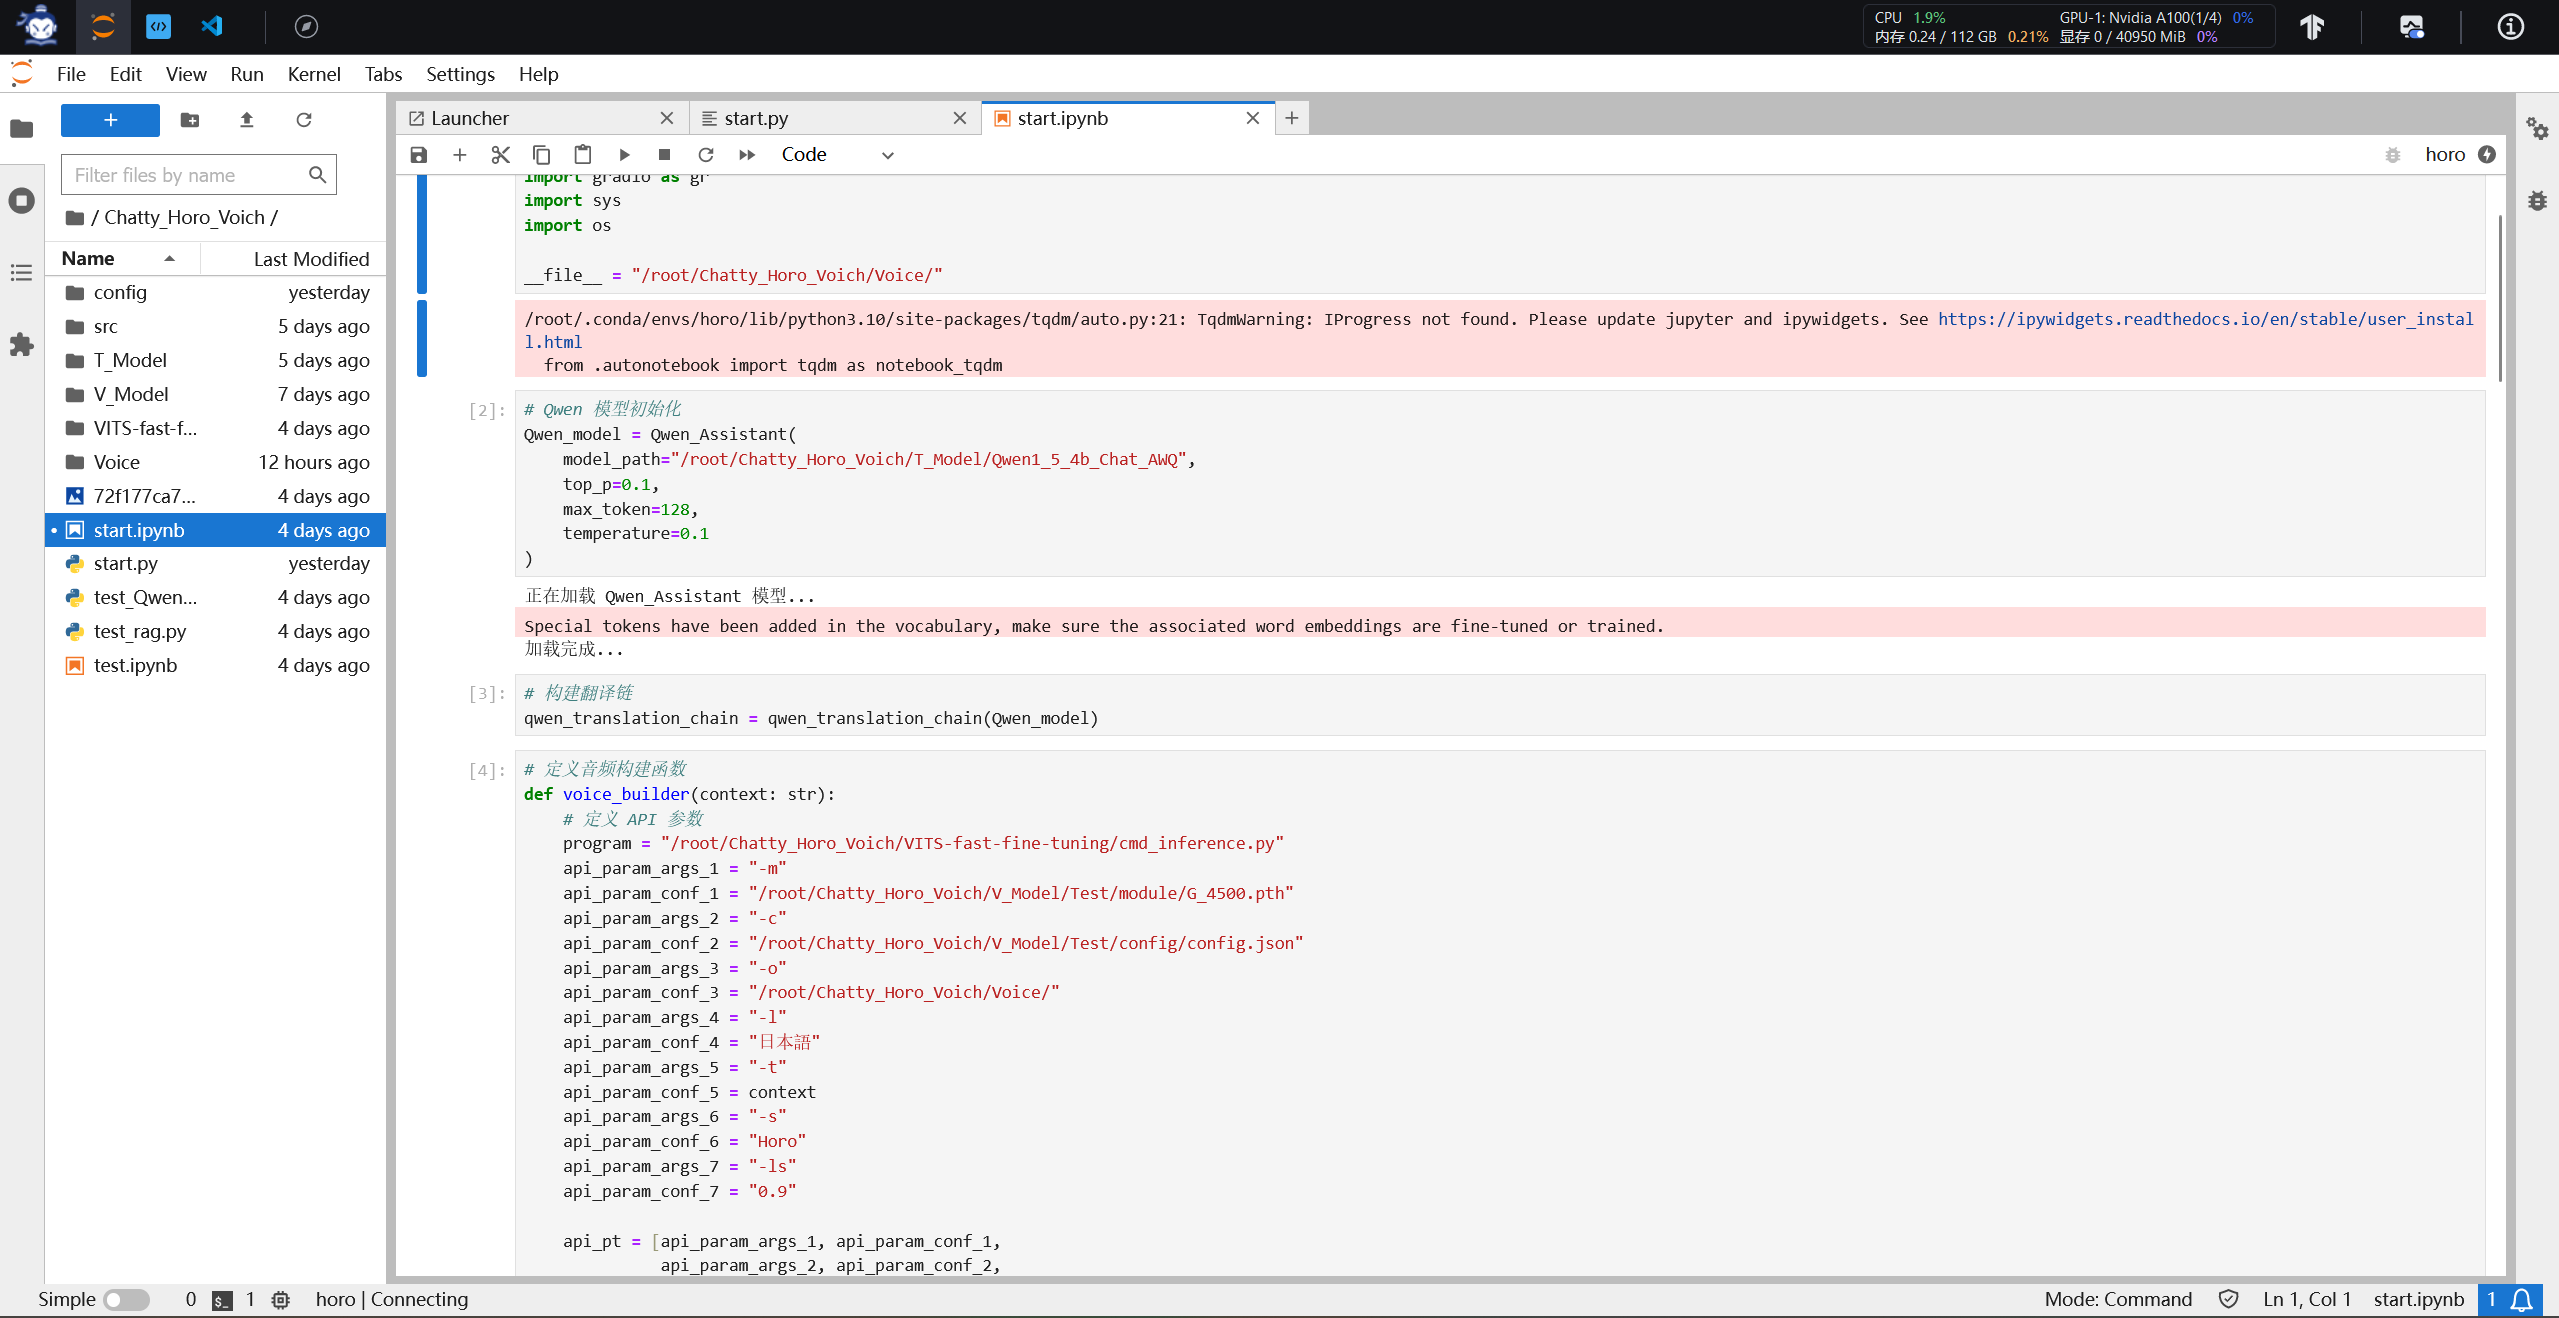 CPU 1.9% GPU-1: Nvidia A100(1/4) 0%
内存 0.24 / 112 GB 0.21% 显存 0 / 40950 MiB 0%
File Edit View Run Kernel Tabs Settings Help
+
Filter files by name
/ Chatty_Horo_Voich /
Name Last Modified
config yesterday
src 5 days ago
T_Model 5 days ago
V_Model 7 days ago
VITS-fast-f... 4 days ago
Voice 12 hours ago
72f177ca7... 4 days ago
start.ipynb 4 days ago
start.py yesterday
test_Qwen... 4 days ago
test_rag.py 4 days ago
test.ipynb 4 days ago
Launcher start.py start.ipynb
Code horo
import gradio as gr
import sys
import os
__file__ = "/root/Chatty_Horo_Voich/Voice/"
/root/.conda/envs/horo/lib/python3.10/site-packages/tqdm/auto.py:21: TqdmWarning: IProgress not found. Please update jupyter and ipywidgets. See https://ipywidgets.readthedocs.io/en/stable/user_instal
l.html
from .autonotebook import tqdm as notebook_tqdm
[2]: # Qwen 模型初始化
Qwen_model = Qwen_Assistant(
model_path="/root/Chatty_Horo_Voich/T_Model/Qwen1_5_4b_Chat_AWQ",
top_p=0.1,
max_token=128,
temperature=0.1
)
正在加载 Qwen_Assistant 模型...
Special tokens have been added in the vocabulary, make sure the associated word embeddings are fine-tuned or trained.
加载完成...
[3]: # 构建翻译链
qwen_translation_chain = qwen_translation_chain(Qwen_model)
[4]: # 定义音频构建函数
def voice_builder(context: str):
# 定义 API 参数
program = "/root/Chatty_Horo_Voich/VITS-fast-fine-tuning/cmd_inference.py"
api_param_args_1 = "-m"
api_param_conf_1 = "/root/Chatty_Horo_Voich/V_Model/Test/module/G_4500.pth"
api_param_args_2 = "-c"
api_param_conf_2 = "/root/Chatty_Horo_Voich/V_Model/Test/config/config.json"
api_param_args_3 = "-o"
api_param_conf_3 = "/root/Chatty_Horo_Voich/Voice/"
api_param_args_4 = "-l"
api_param_conf_4 = "日本語"
api_param_args_5 = "-t"
api_param_conf_5 = context
api_param_args_6 = "-s"
api_param_conf_6 = "Horo"
api_param_args_7 = "-ls"
api_param_conf_7 = "0.9"
api_pt = [api_param_args_1, api_param_conf_1,
api_param_args_2, api_param_conf_2,
Simple 0 $_ 1 horo | Connecting Mode: Command Ln 1, Col 1 start.ipynb 1